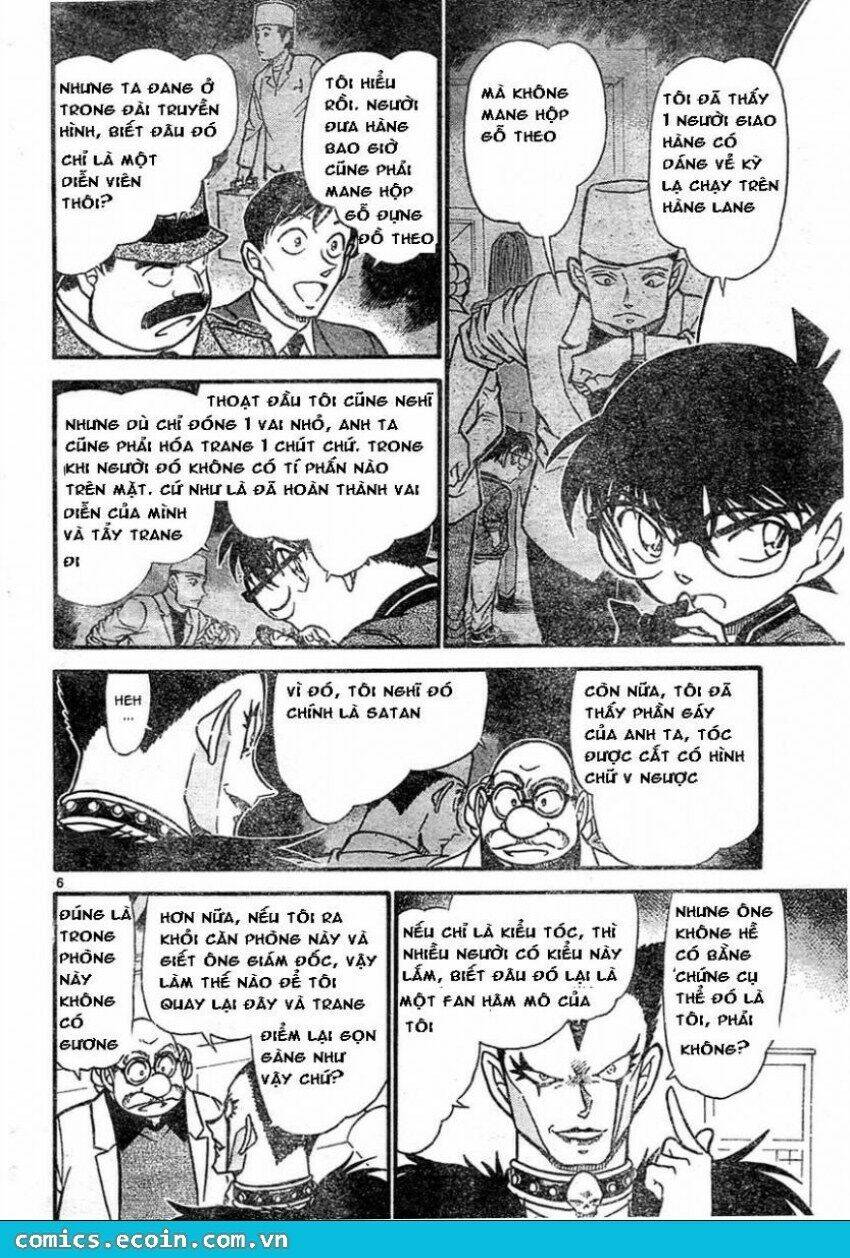 TÔI ĐÃ THẤY
1 NGƯỜI GIAO
HÀNG CÓ
DÁNG VẺ KỲ
LẠ CHẠY TRÊN
HÀNH LANG
MÀ KHÔNG
MANG HỘP
GỖ THEO
TÔI HIỂU
RỒI. NGƯỜI
ĐƯA HÀNG
BAO GIỜ
CŨNG PHẢI
MANG HỘP
GỖ ĐỰNG
ĐỒ THEO
NHƯNG TA ĐANG Ở
TRONG ĐÀI TRUYỀN
HÌNH, BIẾT ĐÂU ĐÓ
CHỈ LÀ MỘT
DIỄN VIÊN
THÔI?
THOẠT ĐẦU TÔI CŨNG NGHĨ
NHƯNG DÙ CHỈ ĐÓNG 1 VAI NHỎ, ANH TA
CŨNG PHẢI HÓA TRANG 1 CHÚT CHỨ. TRONG
KHI NGƯỜI ĐÓ KHÔNG CÓ TÍ PHẤN NÀO
TRÊN MẶT. CỨ NHƯ LÀ ĐÃ HOÀN THÀNH VAI
DIỄN CỦA MÌNH
VÀ TẨY TRANG
ĐI
CÒN NỮA, TÔI ĐÃ
THẤY PHẦN GÁY
CỦA ANH TA, TÓC
ĐƯỢC CẮT CÓ HÌNH
CHỮ V NGƯỢC
VÌ ĐÓ, TÔI NGHĨ ĐÓ
CHÍNH LÀ SATAN
HEH
...
6
NHƯNG ÔNG
KHÔNG HỀ
CÓ BẰNG
CHỨNG CỤ
THỂ ĐÓ LÀ
TÔI, PHẢI
KHÔNG?
NẾU CHỈ LÀ KIỂU TÓC, THÌ
NHIỀU NGƯỜI CÓ KIỂU NÀY
LẮM, BIẾT ĐÂU ĐÓ LẠI LÀ
MỘT FAN HÂM MÔ CỦA
TÔI
HƠN NỮA, NẾU TÔI RA
KHỎI CĂN PHÒNG NÀY VÀ
GIẾT ÔNG GIÁM ĐỐC, VẬY
LÀM THẾ NÀO ĐỂ TÔI
QUAY LẠI ĐÂY VÀ TRANG
ĐIỂM LẠI GỌN
GÀNG NHƯ
VẬY CHỨ?
ĐÚNG LÀ
TRONG
PHÒNG
NÀY
KHÔNG
CÓ
GƯƠNG
comics.ecoin.com.vn